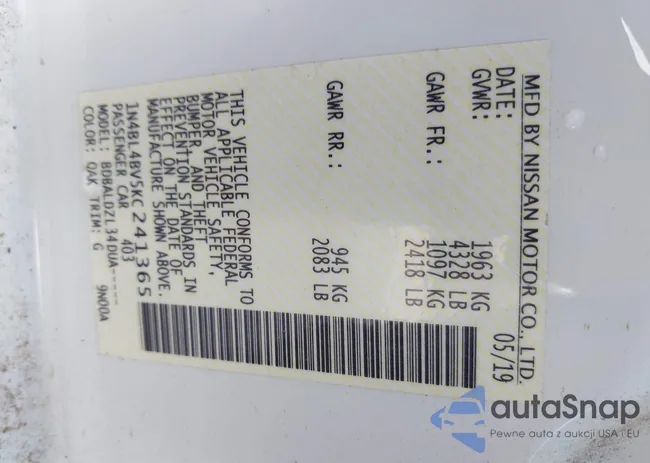 MFD BY NISSAN MOTOR CO., LTD.
DATE: 05/19
GVWR: 1963 KG
4328 LB
GAWR FR.: 1097 KG
2418 LB
GAWR RR.: 945 KG
2083 LB
THIS VEHICLE CONFORMS TO
ALL APPLICABLE FEDERAL
MOTOR VEHICLE SAFETY,
BUMPER AND THEFT
PREVENTION STANDARDS IN
EFFECT ON THE DATE OF
MANUFACTURE SHOWN ABOVE.
1N4BL4BV5KC241365
PASSENGER CAR 403
MODEL: BDBALDZL34DUA-----
COLOR: QAK TRIM: G 9N00A
autaSnap
Pewne auta z aukcji USA i EU